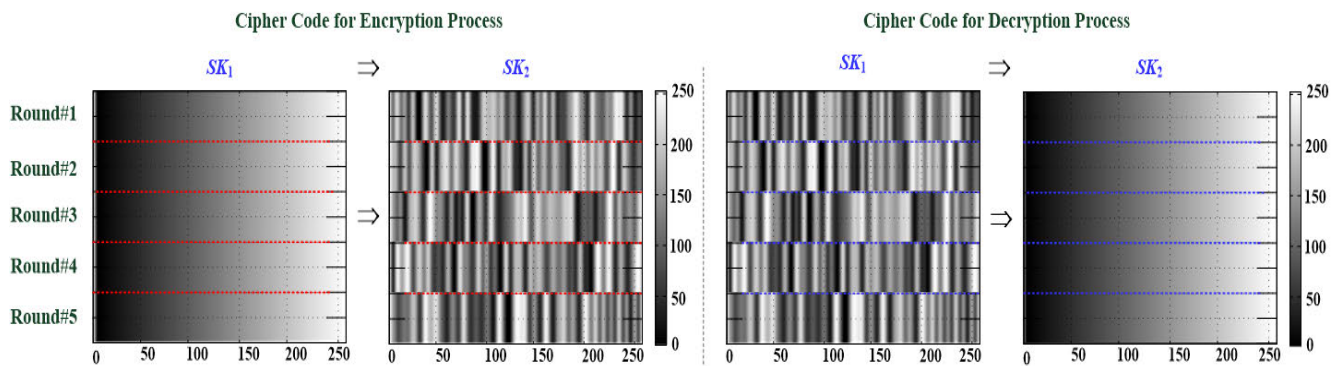 Cipher Code for Encryption Process
Cipher Code for Decryption Process
SK1 ⇒ SK2
SK1 ⇒ SK2
Round#1
Round#2
Round#3
Round#4
Round#5
⇒
⇒
250
200
150
100
50
0
250
200
150
100
50
0
0 50 100 150 200 250
0 50 100 150 200 250
0 50 100 150 200 250
0 50 100 150 200 250